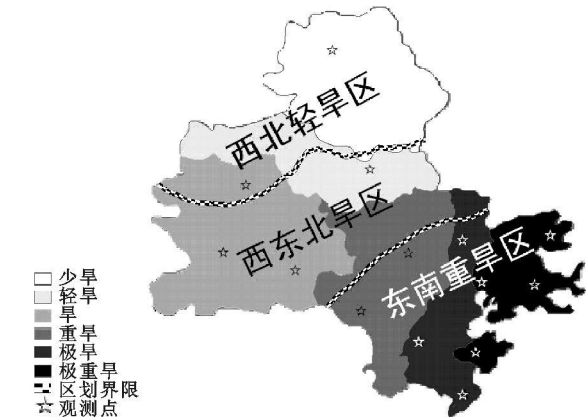 西北轻旱区
西东北旱区
东南重旱区
少旱
轻旱
旱
重旱
极旱
极重旱
区划界限
观测点